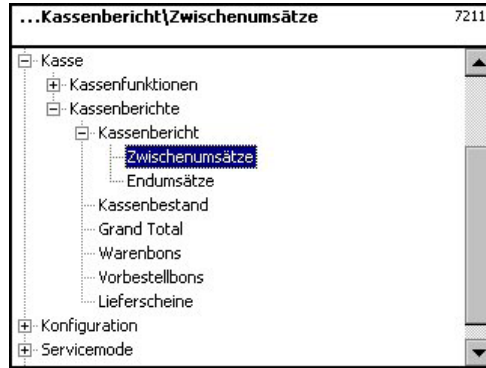 ...Kassenbericht\Zwischenumsätze 7211
Kasse
Kassenfunktionen
Kassenberichte
Kassenbericht
Zwischenumsätze
Endumsätze
Kassenbestand
Grand Total
Warenbons
Vorbestellbons
Lieferscheine
Konfiguration
Servicemode